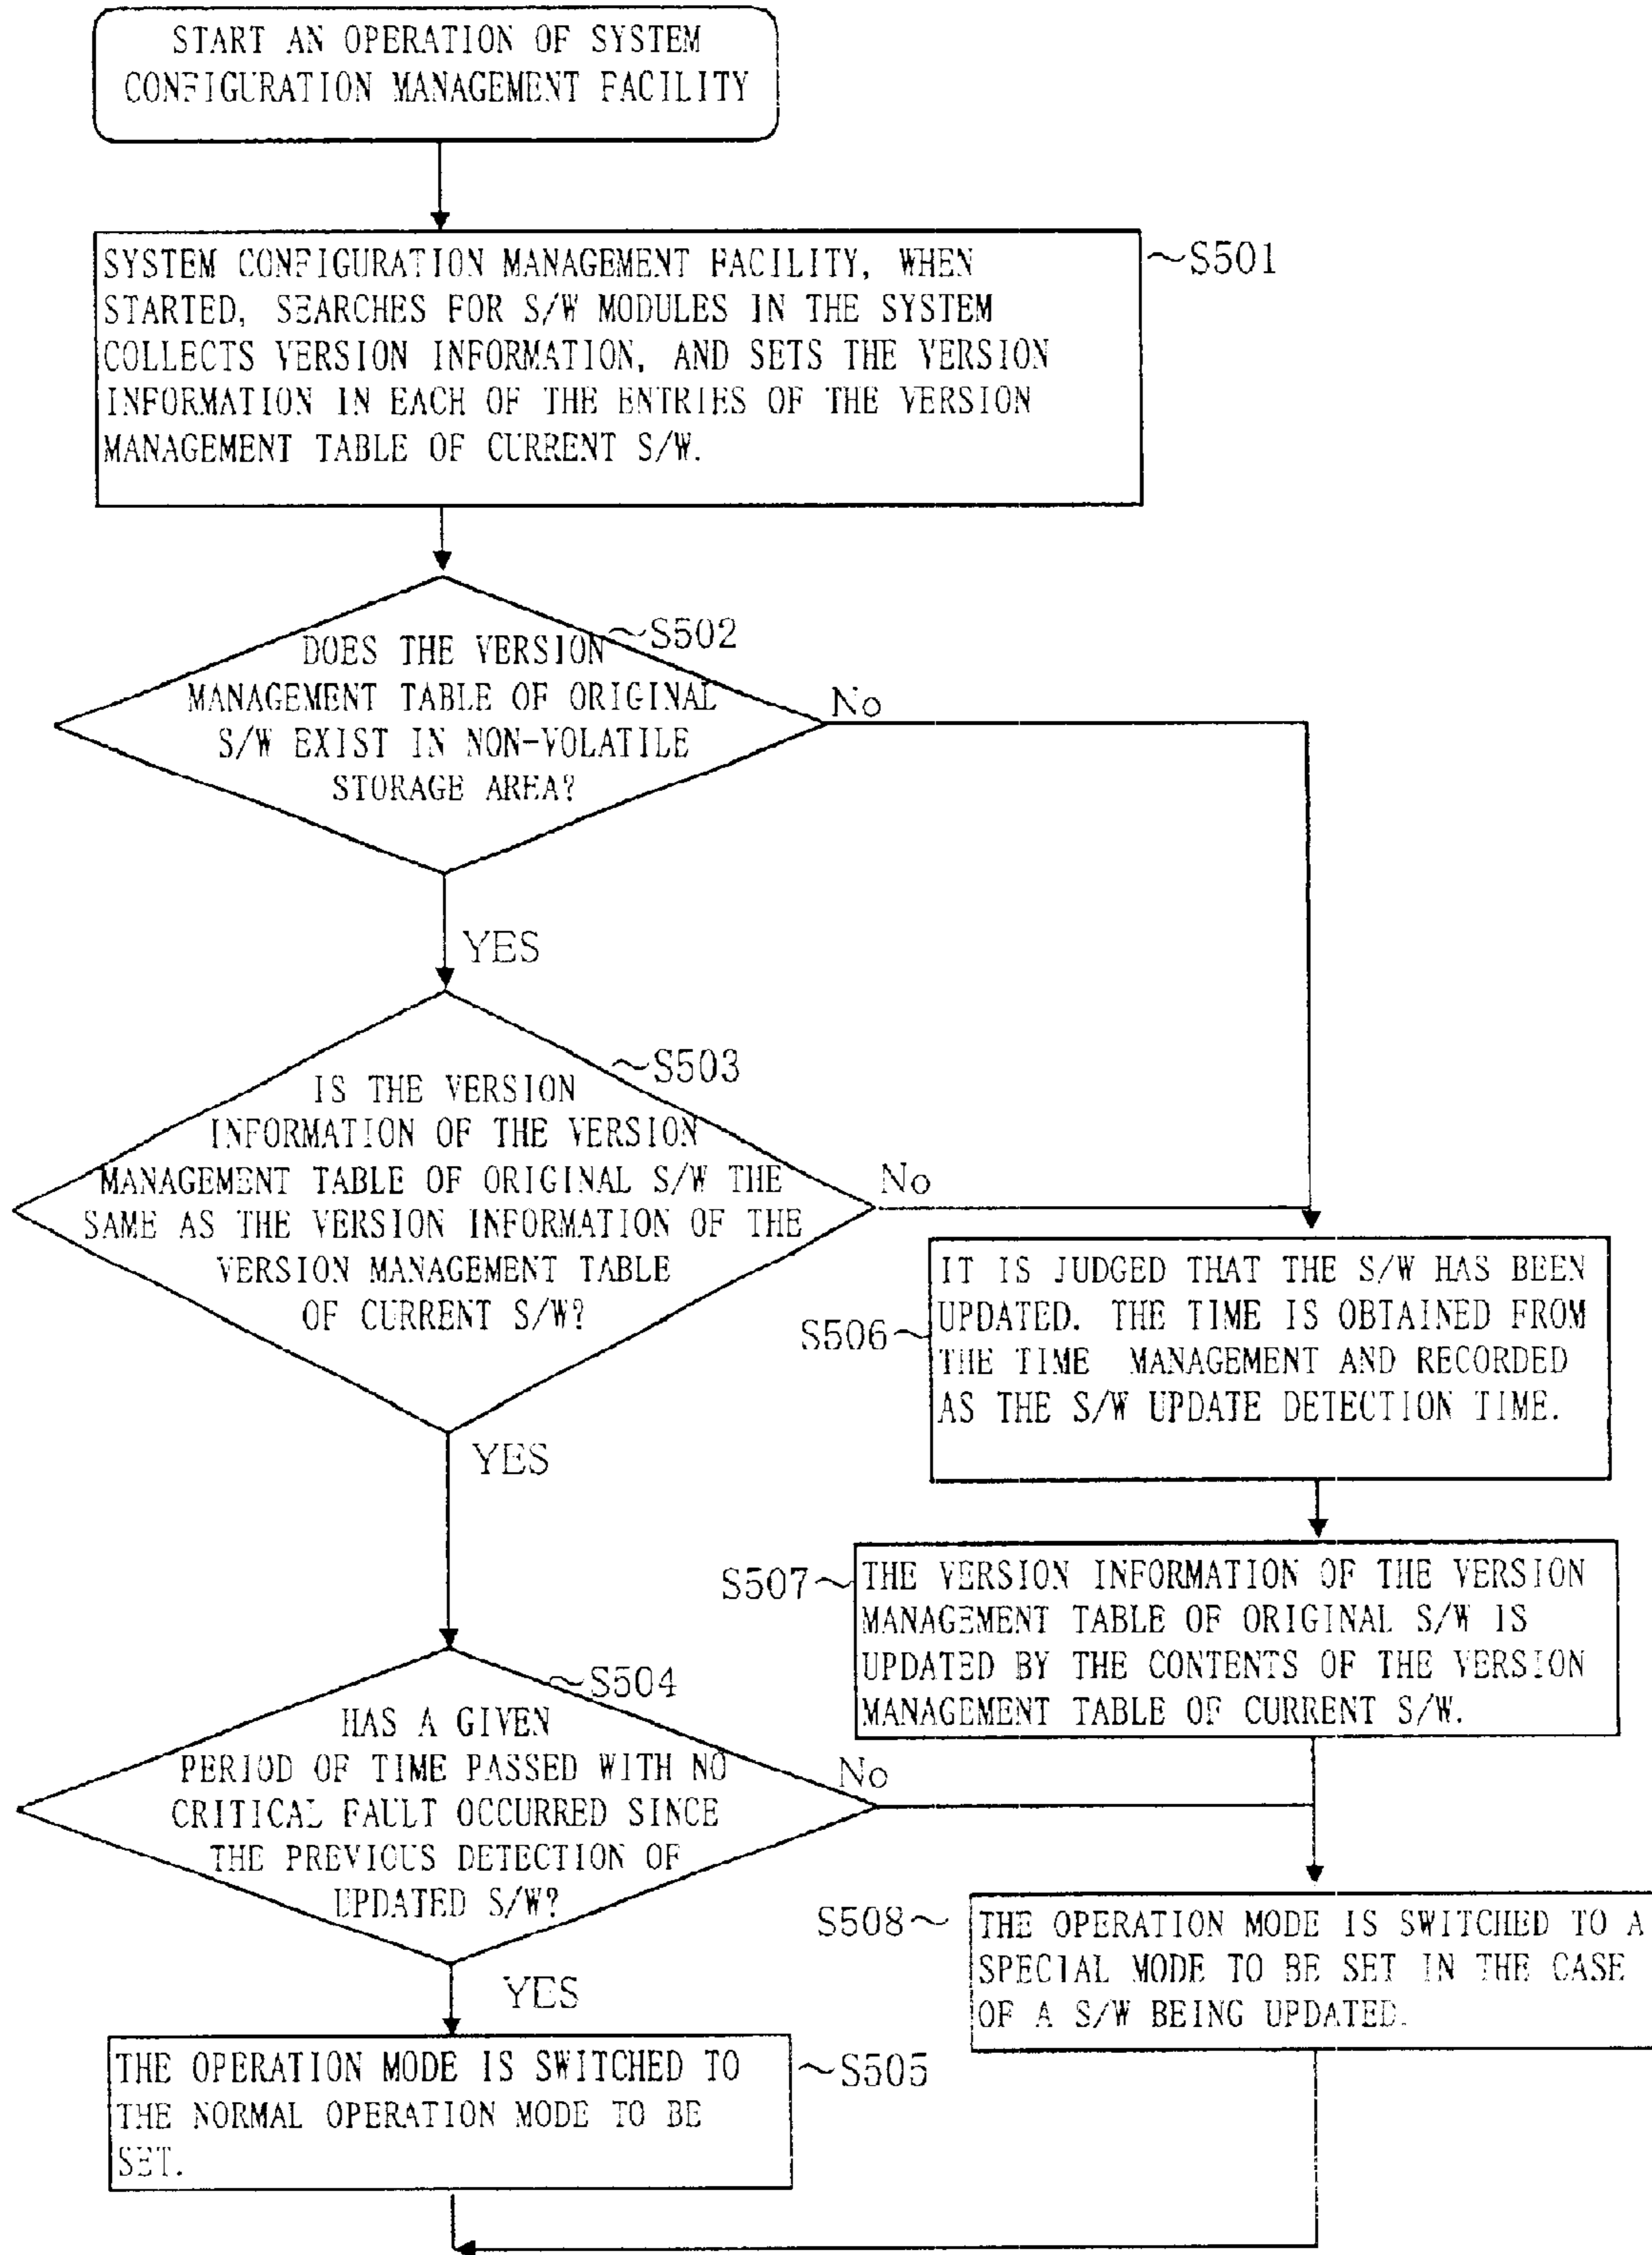 START AN OPERATION OF SYSTEM
CONFIGURATION MANAGEMENT FACILITY
SYSTEM CONFIGURATION MANAGEMENT FACILITY, WHEN
STARTED, SEARCHES FOR S/W MODULES IN THE SYSTEM
COLLECTS VERSION INFORMATION, AND SETS THE VERSION
INFORMATION IN EACH OF THE ENTRIES OF THE VERSION
MANAGEMENT TABLE OF CURRENT S/W.
~S501
~S502
DOES THE VERSION
MANAGEMENT TABLE OF ORIGINAL
S/W EXIST IN NON-VOLATILE
STORAGE AREA?
No
YES
~S503
IS THE VERSION
INFORMATION OF THE VERSION
MANAGEMENT TABLE OF ORIGINAL S/W THE
SAME AS THE VERSION INFORMATION OF THE
VERSION MANAGEMENT TABLE
OF CURRENT S/W?
No
YES
S506~
IT IS JUDGED THAT THE S/W HAS BEEN
UPDATED. THE TIME IS OBTAINED FROM
THE TIME MANAGEMENT AND RECORDED
AS THE S/W UPDATE DETECTION TIME.
S507~
THE VERSION INFORMATION OF THE VERSION
MANAGEMENT TABLE OF ORIGINAL S/W IS
UPDATED BY THE CONTENTS OF THE VERSION
MANAGEMENT TABLE OF CURRENT S/W.
~S504
HAS A GIVEN
PERIOD OF TIME PASSED WITH NO
CRITICAL FAULT OCCURRED SINCE
THE PREVIOUS DETECTION OF
UPDATED S/W?
No
YES
S508~
THE OPERATION MODE IS SWITCHED TO A
SPECIAL MODE TO BE SET IN THE CASE
OF A S/W BEING UPDATED.
THE OPERATION MODE IS SWITCHED TO
THE NORMAL OPERATION MODE TO BE
SET.
~S505